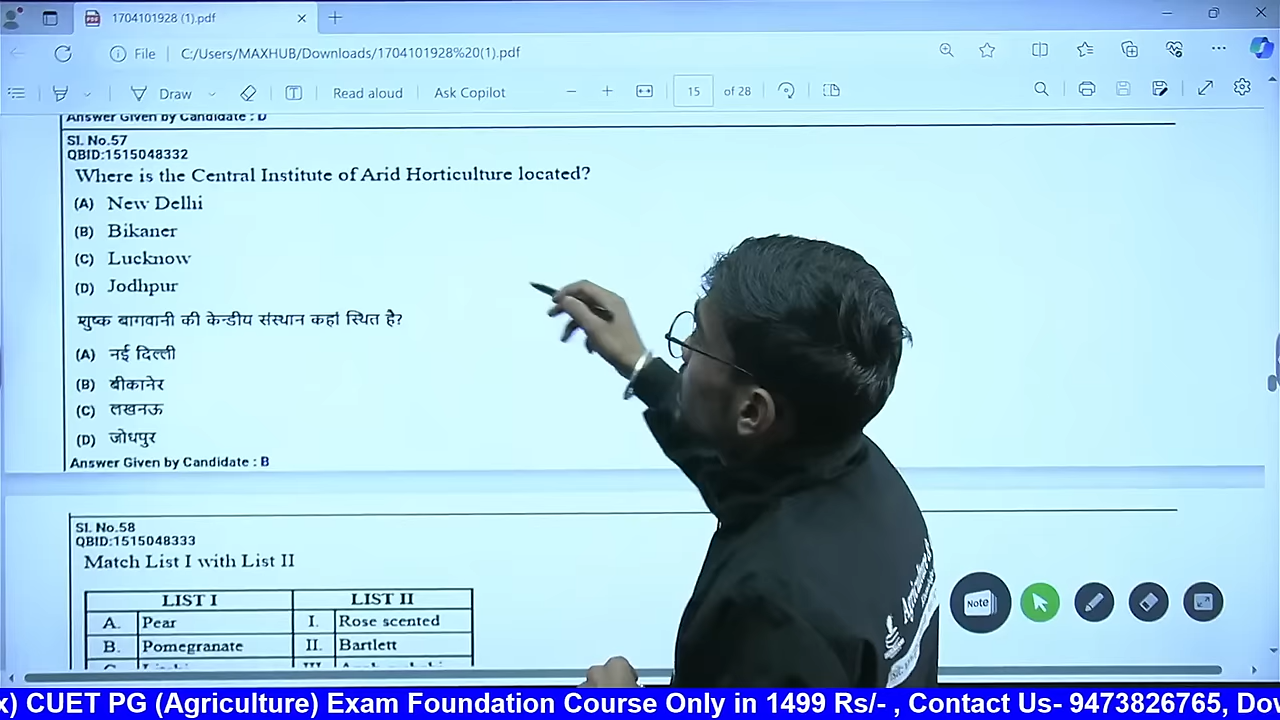 1704101928 (1).pdf
File
C:/Users/MAXHUB/Downloads/1704101928%20(1).pdf
Draw
Read aloud
Ask Copilot
15
of 28
Answer Given by Candidate : D
Sl. No.57
QBID:1515048332
Where is the Central Institute of Arid Horticulture located?
(A) New Delhi
(B) Bikaner
(C) Lucknow
(D) Jodhpur
शुष्क बागवानी की केन्द्रीय संस्थान कहां स्थित है?
(A) नई दिल्ली
(B) बीकानेर
(C) लखनऊ
(D) जोधपुर
Answer Given by Candidate : B
Sl. No.58
QBID:1515048333
Match List I with List II
LIST I LIST II
A. Pear I. Rose scented
B. Pomegranate II. Bartlett
Note
x) CUET PG (Agriculture) Exam Foundation Course Only in 1499 Rs/- , Contact Us- 9473826765, Dow